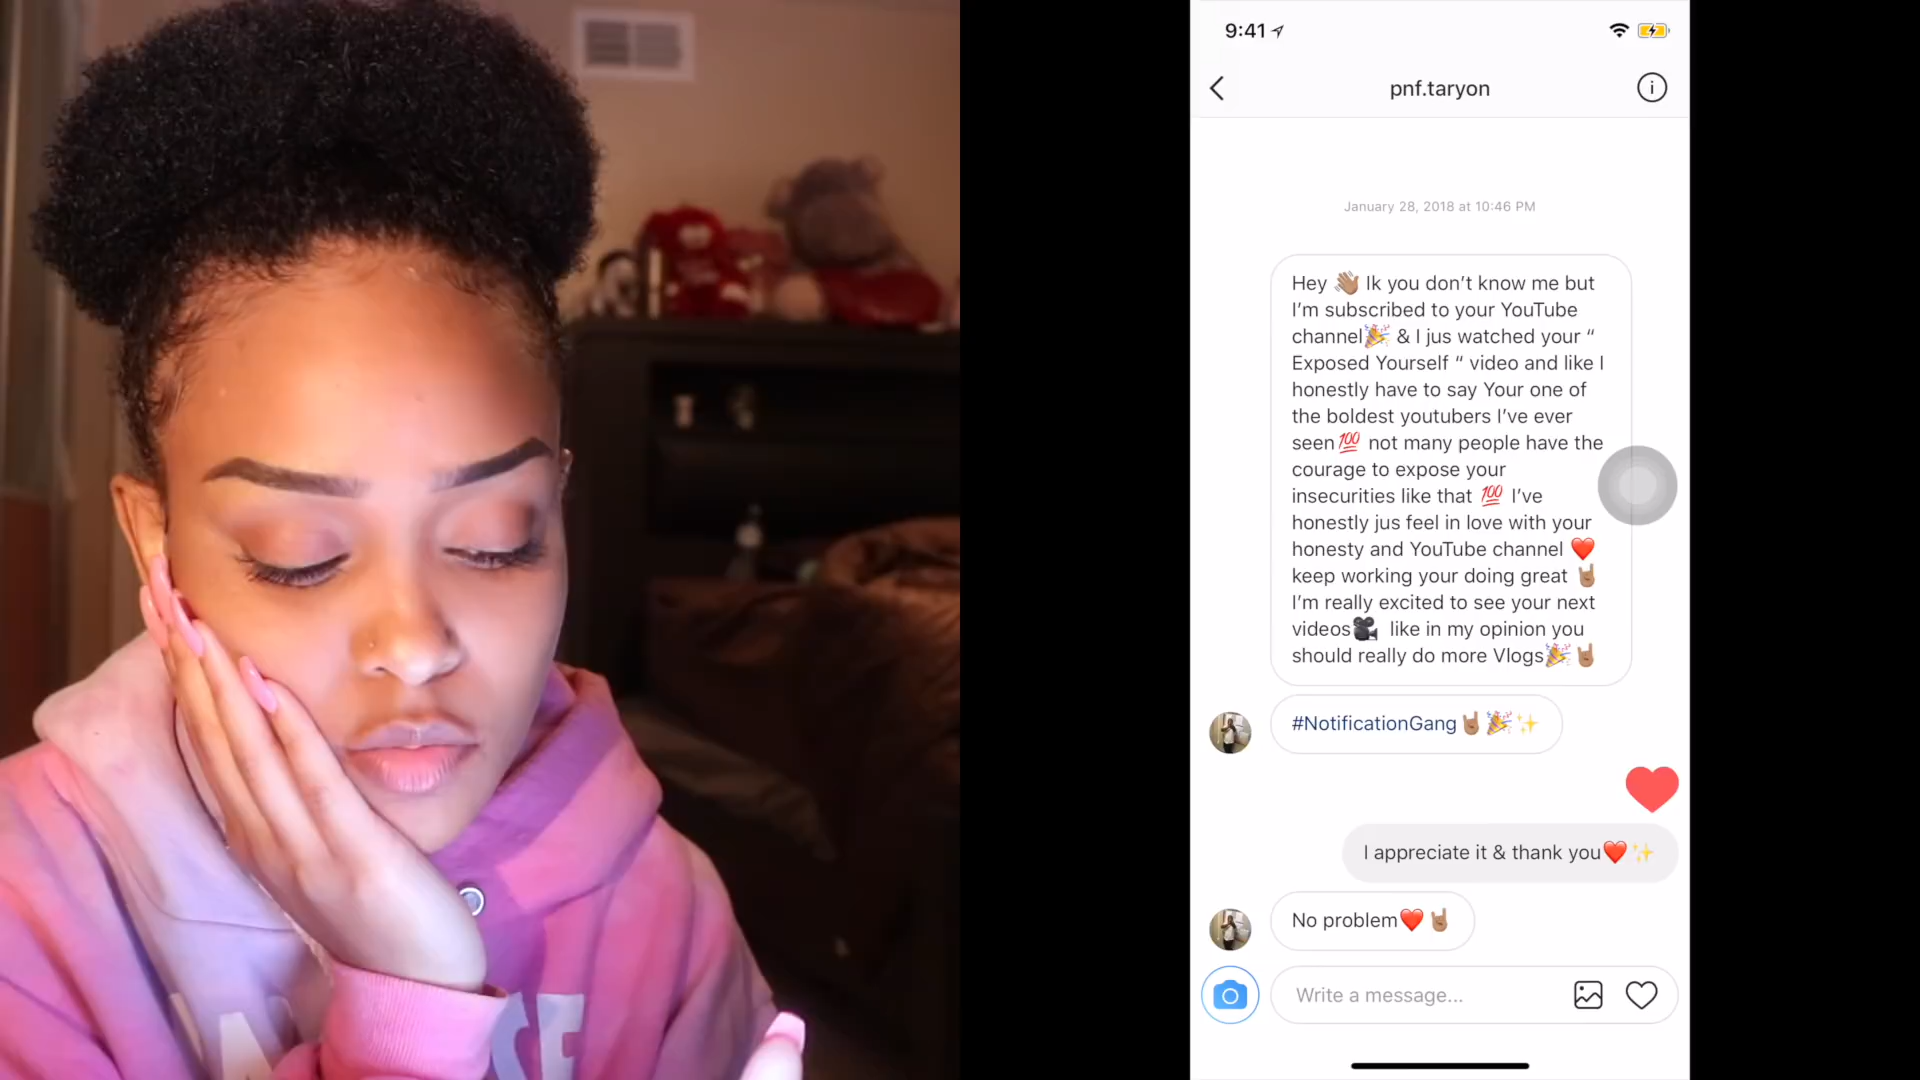 9:41
pnf.taryon
January 28, 2018 at 10:46 PM
Hey 👋🏽 Ik you don’t know me but
I’m subscribed to your YouTube
channel🎉 & I jus watched your “
Exposed Yourself “ video and like I
honestly have to say Your one of
the boldest youtubers I’ve ever
seen💯 not many people have the
courage to expose your
insecurities like that 💯 I’ve
honestly jus feel in love with your
honesty and YouTube channel ❤️
keep working your doing great 🤘🏽
I’m really excited to see your next
videos🎥 like in my opinion you
should really do more Vlogs🎉🤘🏽
#NotificationGang🤘🏽🎉✨
I appreciate it & thank you❤️✨
No problem❤️🤘🏽
Write a message...